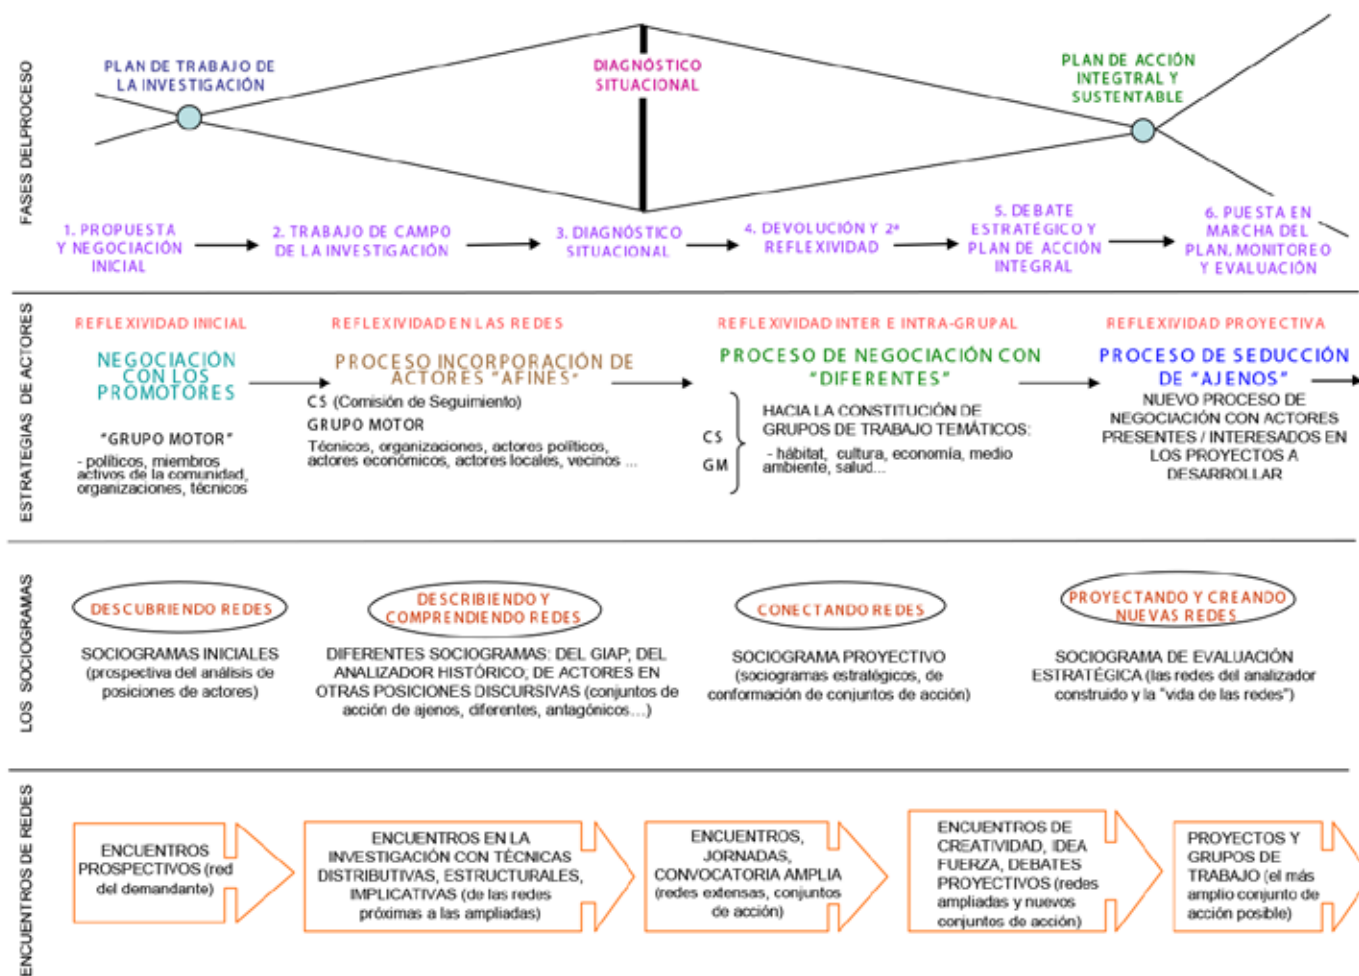 FASES DELPROCESO
PLAN DE TRABAJO DE
LA INVESTIGACIÓN
DIAGNÓSTICO
SITUACIONAL
PLAN DE ACCIÓN
INTEGTRAL Y
SUSTENTABLE
1. PROPUESTA
Y NEGOCIACIÓN
INICIAL
2. TRABAJO DE CAMPO
DE LA INVESTIGACIÓN
3. DIAGNÓSTICO
SITUACIONAL
4. DEVOLUCIÓN Y 2ª
REFLEXIVIDAD
5. DEBATE
ESTRATÉGICO Y
PLAN DE ACCIÓN
INTEGRAL
6. PUESTA EN
MARCHA DEL
PLAN, MONITOREO
Y EVALUACIÓN
ESTRATEGIAS DE ACTORES
REFLEXIVIDAD INICIAL
NEGOCIACIÓN
CON LOS
PROMOTORES
"GRUPO MOTOR"
- políticos, miembros
activos de la comunidad,
organizaciones, técnicos
REFLEXIVIDAD EN LAS REDES
PROCESO INCORPORACIÓN DE
ACTORES "AFINES"
CS (Comisión de Seguimiento)
GRUPO MOTOR
Técnicos, organizaciones, actores políticos,
actores económicos, actores locales, vecinos ...
REFLEXIVIDAD INTER E INTRA-GRUPAL
PROCESO DE NEGOCIACIÓN CON
"DIFERENTES"
CS
GM
HACIA LA CONSTITUCIÓN DE
GRUPOS DE TRABAJO TEMÁTICOS:
- hábitat, cultura, economía, medio
ambiente, salud...
REFLEXIVIDAD PROYECTIVA
PROCESO DE SEDUCCIÓN
DE "AJENOS"
NUEVO PROCESO DE
NEGOCIACIÓN CON ACTORES
PRESENTES / INTERESADOS EN
LOS PROYECTOS A
DESARROLLAR
LOS SOCIOGRAMAS
DESCUBRIENDO REDES
SOCIOGRAMAS INICIALES
(prospectiva del análisis de
posiciones de actores)
DESCRIBIENDO Y
COMPRENDIENDO REDES
DIFERENTES SOCIOGRAMAS: DEL GIAP; DEL
ANALIZADOR HISTÓRICO; DE ACTORES EN
OTRAS POSICIONES DISCURSIVAS (conjuntos de
acción de ajenos, diferentes, antagónicos...)
CONECTANDO REDES
SOCIOGRAMA PROYECTIVO
(sociogramas estratégicos, de
conformación de conjuntos de acción)
PROYECTANDO Y CREANDO
NUEVAS REDES
SOCIOGRAMA DE EVALUACIÓN
ESTRATÉGICA (las redes del analizador
construido y la "vida de las redes")
ENCUENTROS DE REDES
ENCUENTROS
PROSPECTIVOS (red
del demandante)
ENCUENTROS EN LA
INVESTIGACIÓN CON TÉCNICAS
DISTRIBUTIVAS, ESTRUCTURALES,
IMPLICATIVAS (de las redes
próximas a las ampliadas)
ENCUENTROS,
JORNADAS,
CONVOCATORIA AMPLIA
(redes extensas, conjuntos
de acción)
ENCUENTROS DE
CREATIVIDAD, IDEA
FUERZA, DEBATES
PROYECTIVOS (redes
ampliadas y nuevos
conjuntos de acción)
PROYECTOS Y
GRUPOS DE
TRABAJO (el más
amplio conjunto de
acción posible)